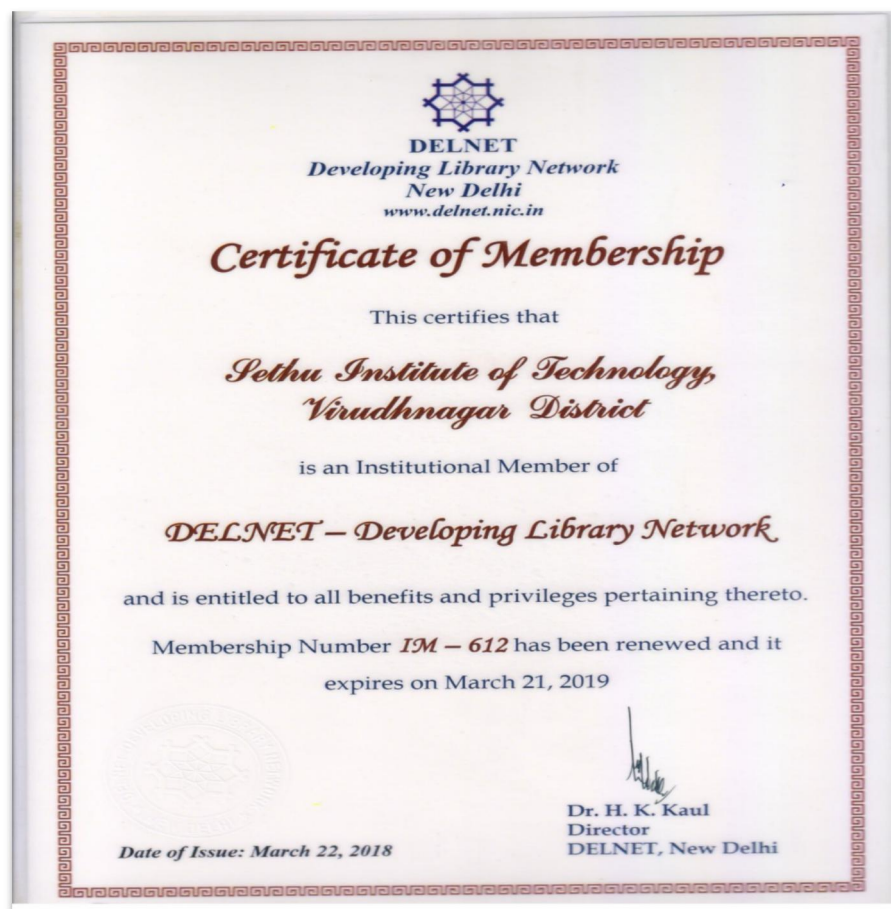 DELNET
Developing Library Network
New Delhi
www.delnet.nic.in
Certificate of Membership
This certifies that
Sethu Institute of Technology,
Virudhnagar District
is an Institutional Member of
DELNET – Developing Library Network
and is entitled to all benefits and privileges pertaining thereto.
Membership Number IM – 612 has been renewed and it
expires on March 21, 2019
Dr. H. K. Kaul
Director
DELNET, New Delhi
Date of Issue: March 22, 2018